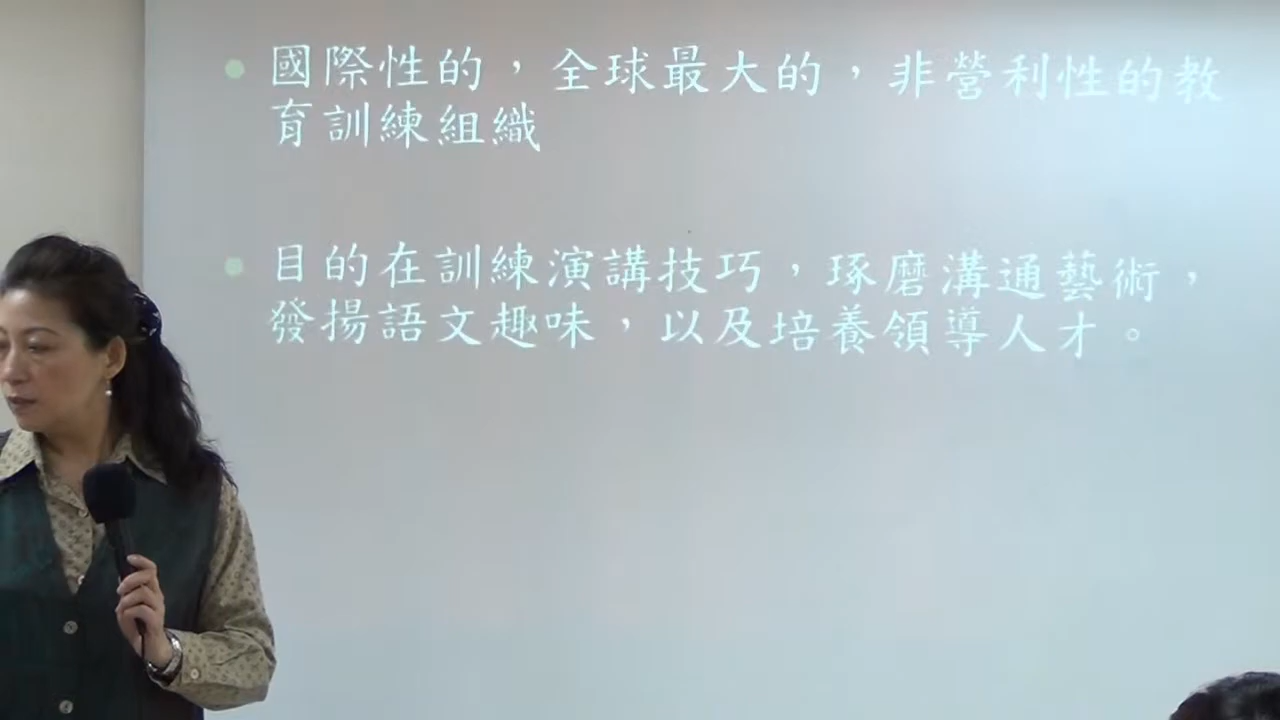 國際性的，全球最大的，非營利性的教
育訓練組織
目的在訓練演講技巧，琢磨溝通藝術，
發揚語文趣味，以及培養領導人才。